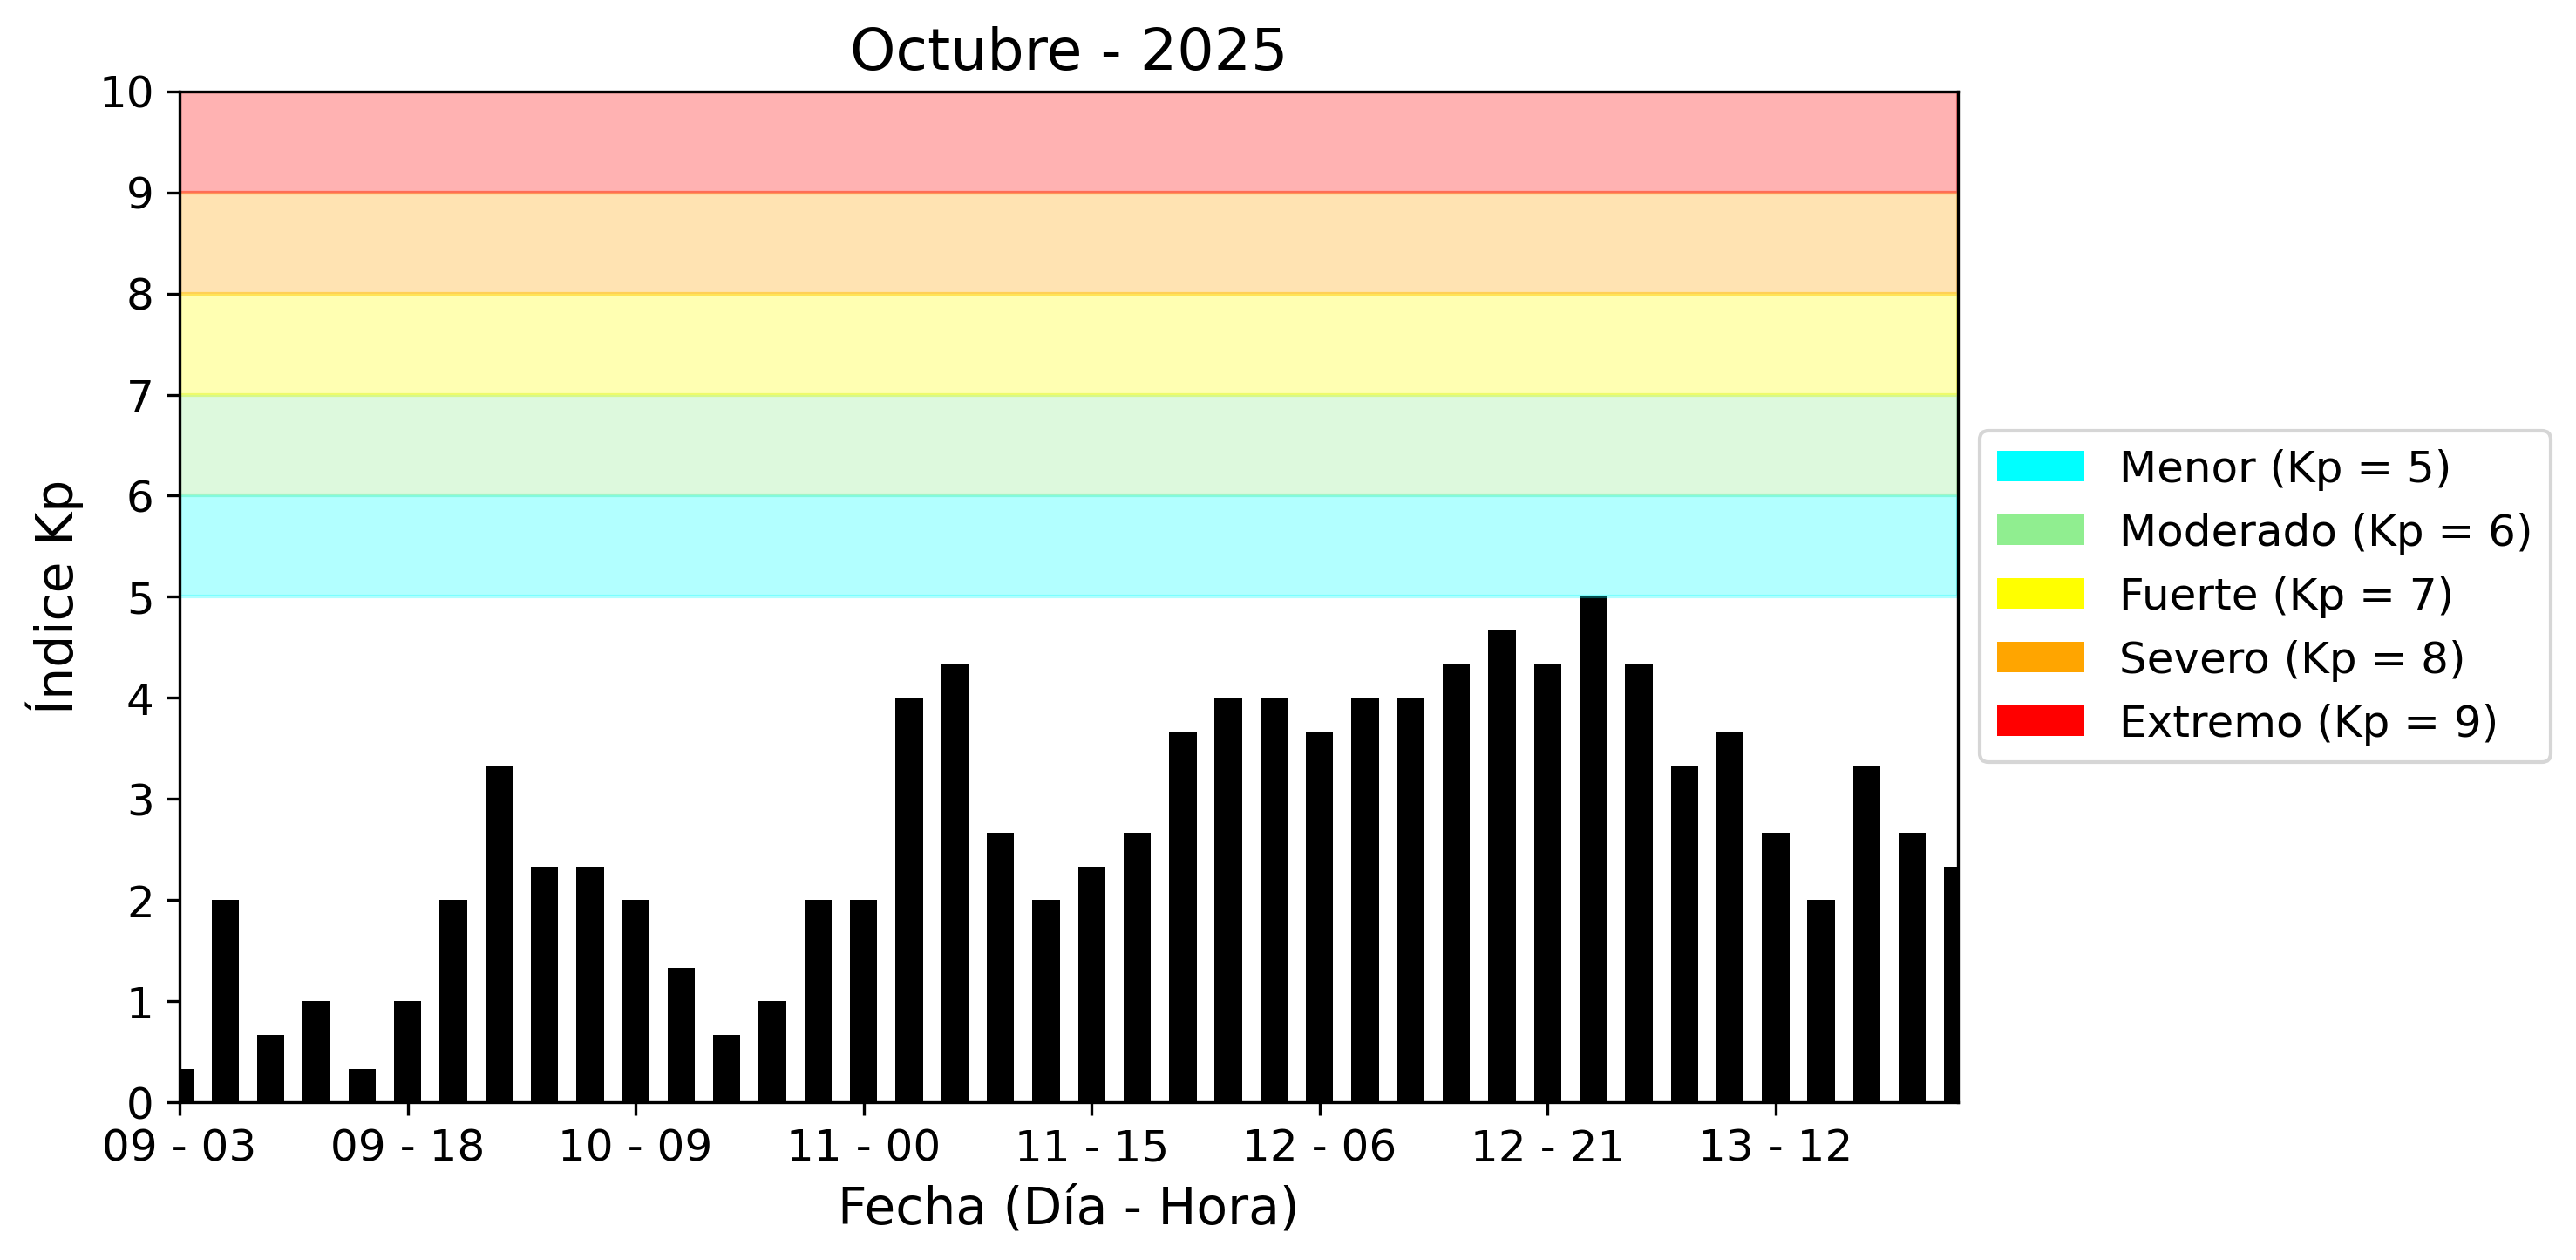 Octubre - 2025
10
9
8
7
6
5
4
3
2
1
0
Índice Kp
09 - 03 09 - 18 10 - 09 11 - 00 11 - 15 12 - 06 12 - 21 13 - 12
Fecha (Día - Hora)
Menor (Kp = 5)
Moderado (Kp = 6)
Fuerte (Kp = 7)
Severo (Kp = 8)
Extremo (Kp = 9)